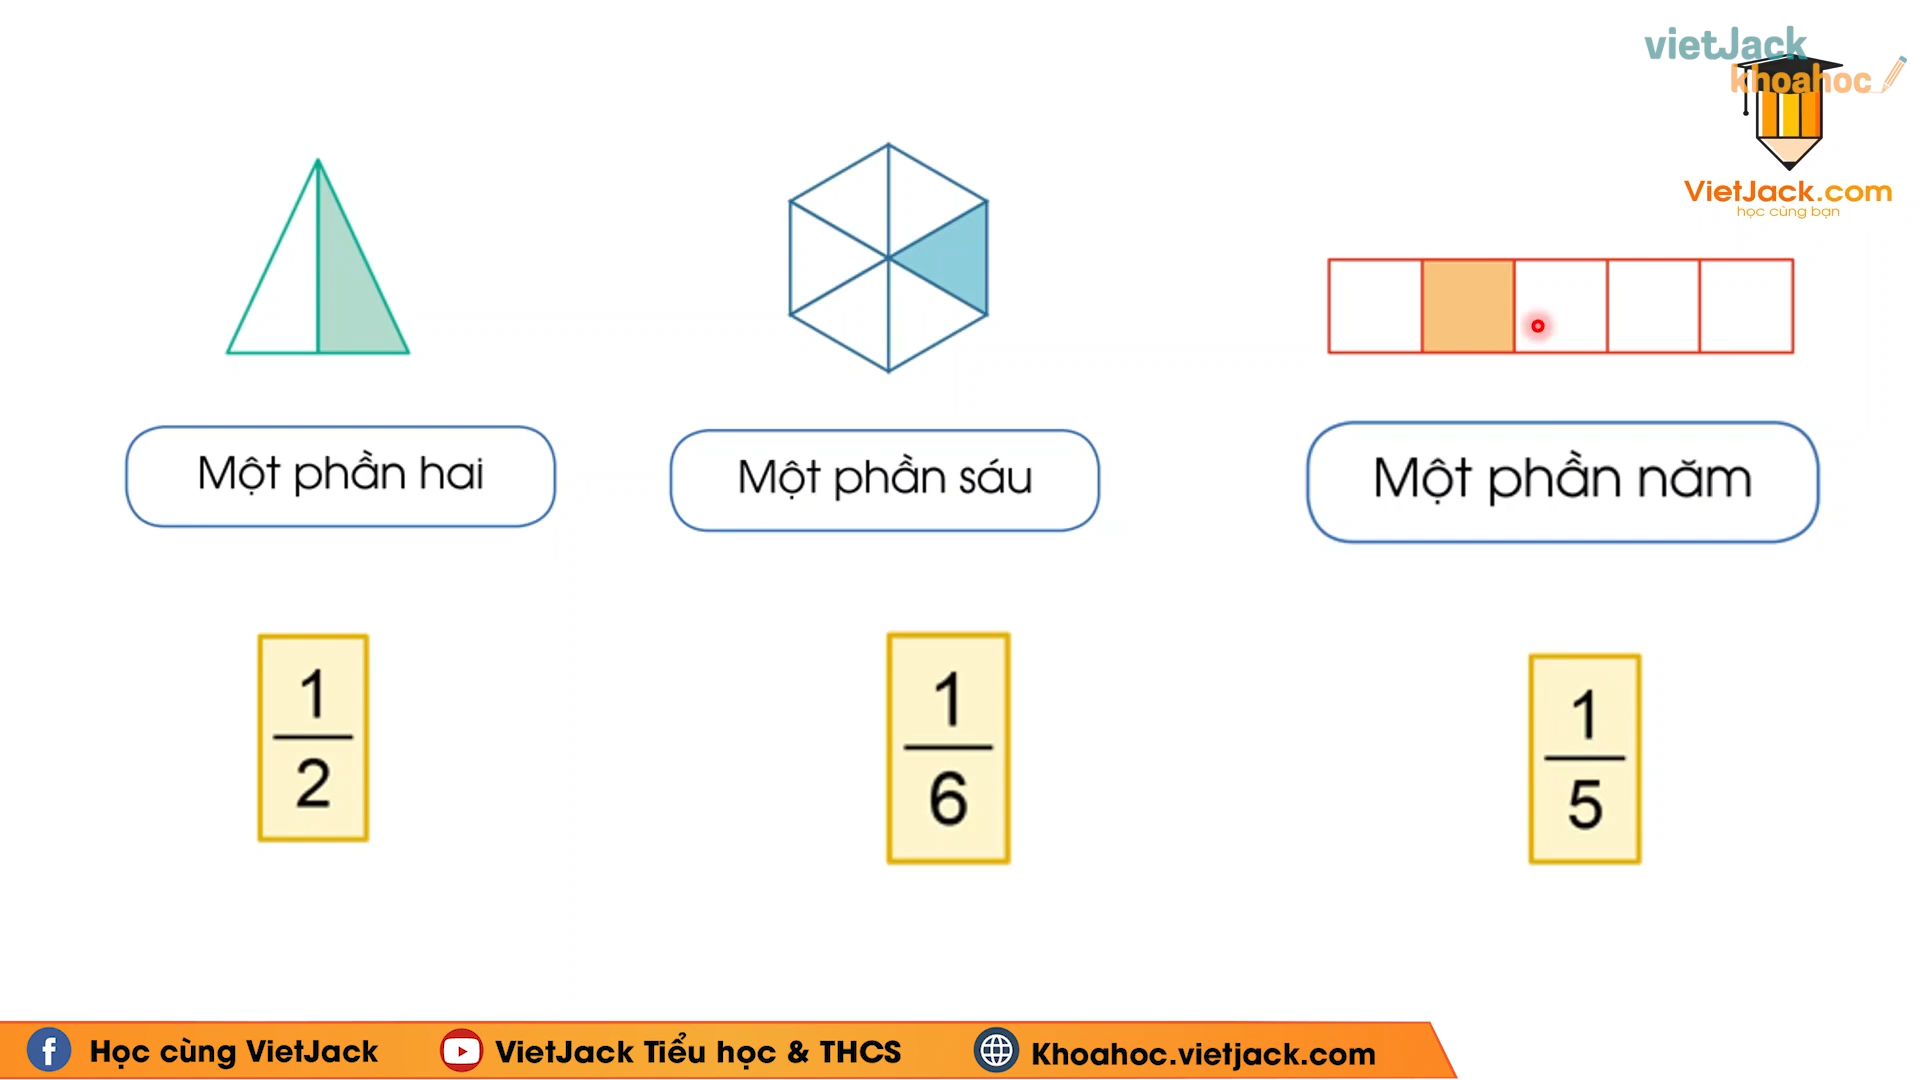 vietJack
khoahoc
VietJack.com
học cùng bạn
Một phần hai
Một phần sáu
Một phần năm
1
2
1
6
1
5
Học cùng VietJack
VietJack Tiểu học & THCS
Khoahoc.vietjack.com